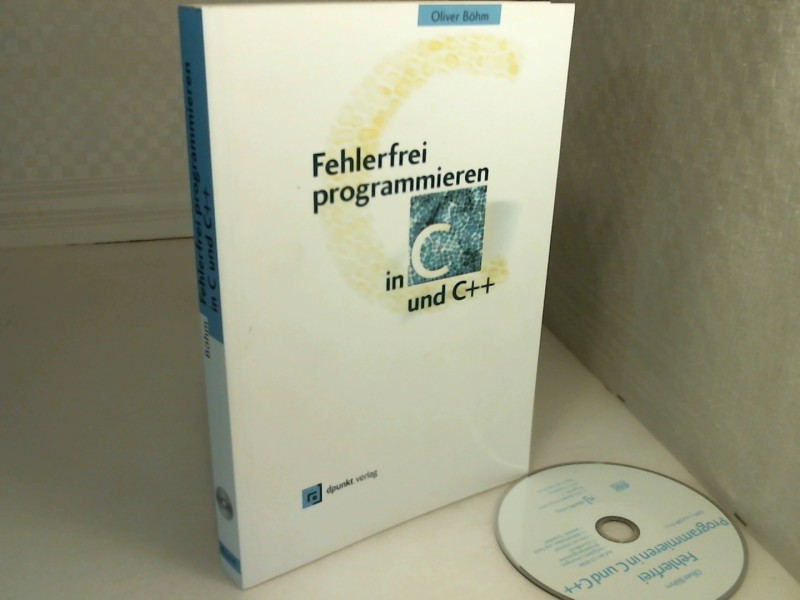 Oliver Böhm
Fehlerfrei
programmieren
in C
und C++
dpunkt.verlag
Böhm
Fehlerfrei programmieren
in C und C++
Oliver Böhm
Fehlerfrei
Programmieren in C und C++